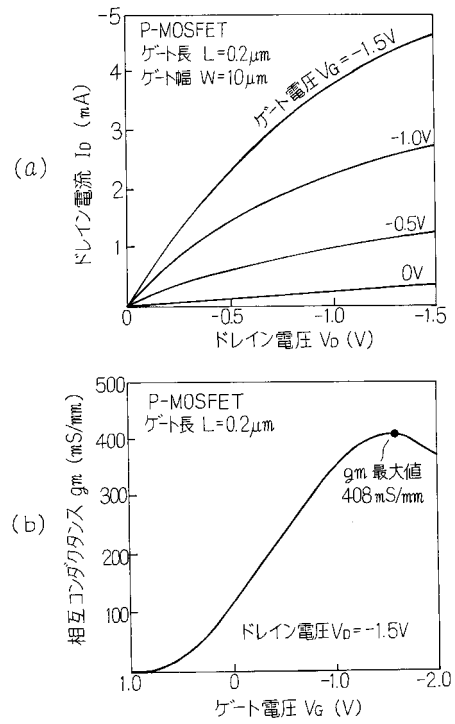 (a)
P-MOSFET
ゲート長 L=0.2μm
ゲート幅 W=10μm
ゲート電圧 VG=-1.5V
-1.0V
-0.5V
0V
ドレイン電流 ID (mA)
-5
4
3
2
1
0
-0.5
-1.0
-1.5
ドレイン電圧 VD (V)
(b)
P-MOSFET
ゲート長 L=0.2μm
gm 最大値
408mS/mm
ドレイン電圧VD=-1.5V
相互コンダクタンス gm (mS/mm)
500
400
300
200
100
1.0
0
-1.0
-2.0
ゲート電圧 VG (V)